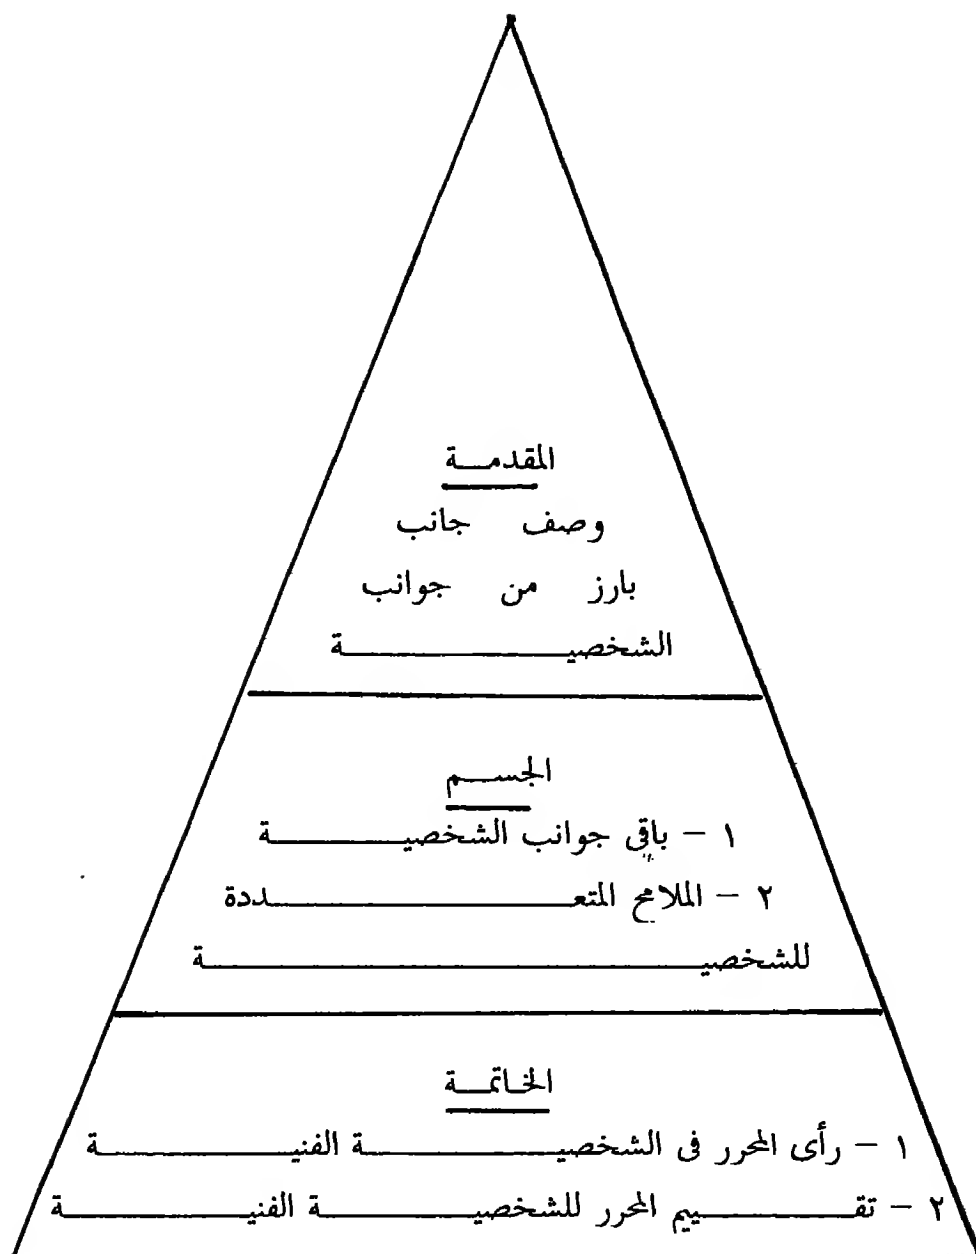 المقدمة
وصف جانب
بارز من جوانب
الشخصية
الجسم
١ - باقى جوانب الشخصية
٢ - الملامح المتعددة
للشخصية
الخاتمة
١ - رأى المحرر فى الشخصية الفنية
٢ - تقييم المحرر للشخصية الفنية